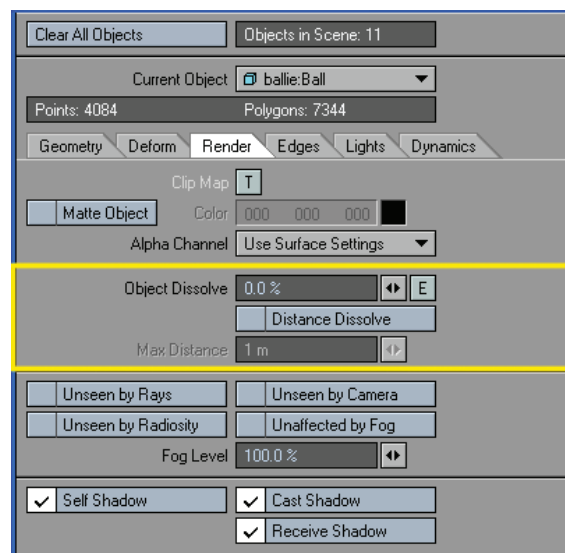 Clear All Objects Objects in Scene: 11
Current Object ballie:Ball
Points: 4084 Polygons: 7344
Geometry Deform Render Edges Lights Dynamics
Clip Map T
Matte Object Color 000 000 000
Alpha Channel Use Surface Settings
Object Dissolve 0.0 % E
Distance Dissolve
Max Distance 1 m
Unseen by Rays Unseen by Camera
Unseen by Radiosity Unaffected by Fog
Fog Level 100.0 %
Self Shadow Cast Shadow
Receive Shadow